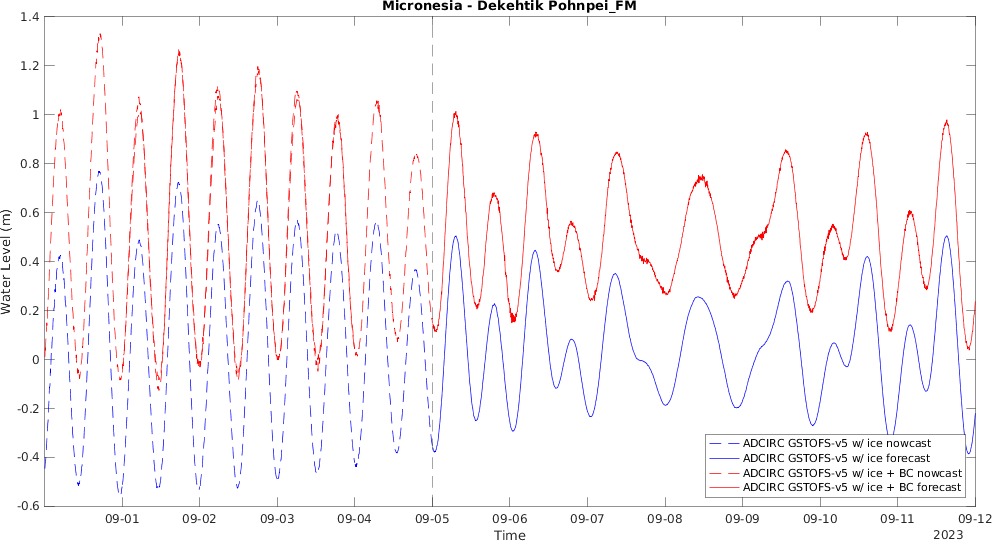 Micronesia - Dekehtik Pohnpei_FM
Water Level (m)
1.4
1.2
1
0.8
0.6
0.4
0.2
0
-0.2
-0.4
-0.6
ADCIRC GSTOFS-v5 w/ ice nowcast
ADCIRC GSTOFS-v5 w/ ice forecast
ADCIRC GSTOFS-v5 w/ ice + BC nowcast
ADCIRC GSTOFS-v5 w/ ice + BC forecast
09-01 09-02 09-03 09-04 09-05 09-06 09-07 09-08 09-09 09-10 09-11 09-12
Time
2023